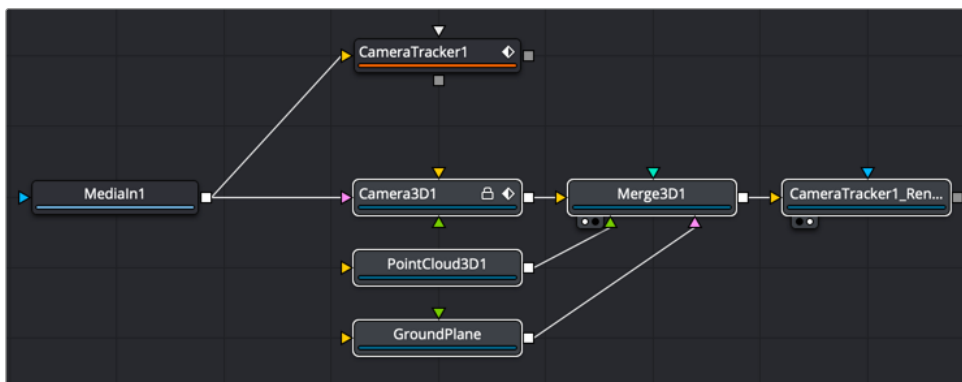 CameraTracker1
MediaIn1
Camera3D1
Merge3D1
CameraTracker1_Ren...
PointCloud3D1
GroundPlane